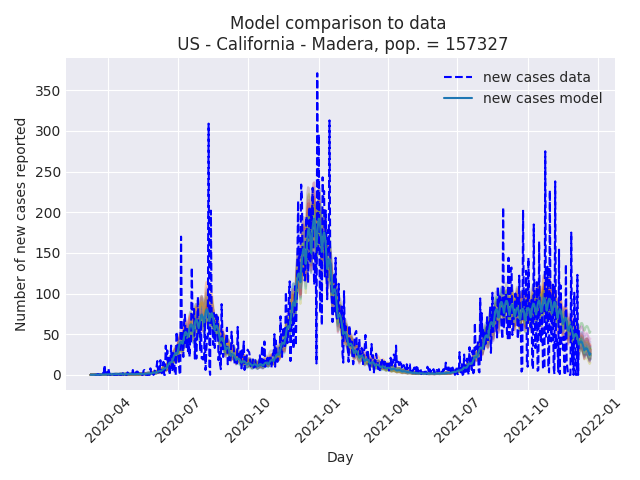 Model comparison to data
US - California - Madera, pop. = 157327
new cases data
new cases model
Number of new cases reported
350
300
250
200
150
100
50
0
2020-04
2020-07
2020-10
2021-01
2021-04
2021-07
2021-10
2022-01
Day